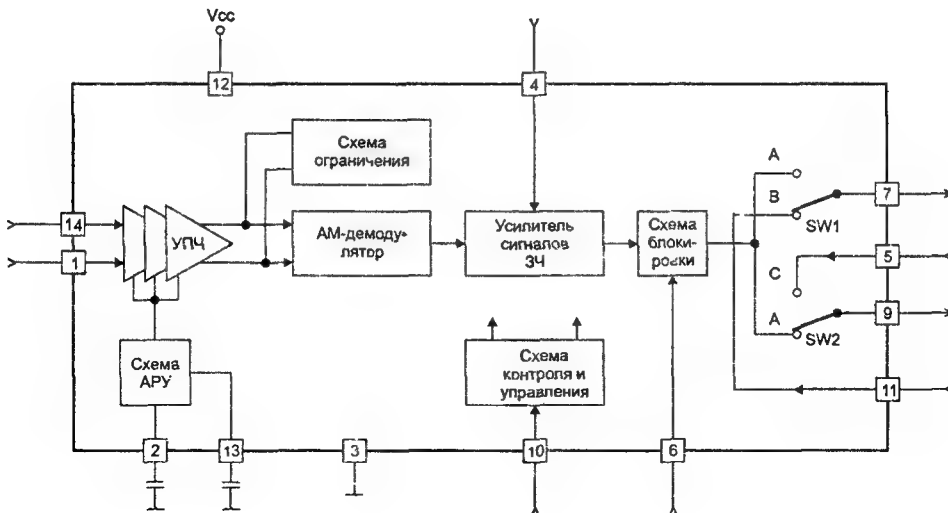 Vcc
12
4
Схема
ограничения
A
14
B
7
УПЧ
АМ-демоду-
лятор
Усилитель
сигналов
ЗЧ
Схема
блоки-
ровки
SW1
1
5
C
A
9
SW2
Схема
АРУ
Схема
контроля и
управления
11
2
13
3
10
6